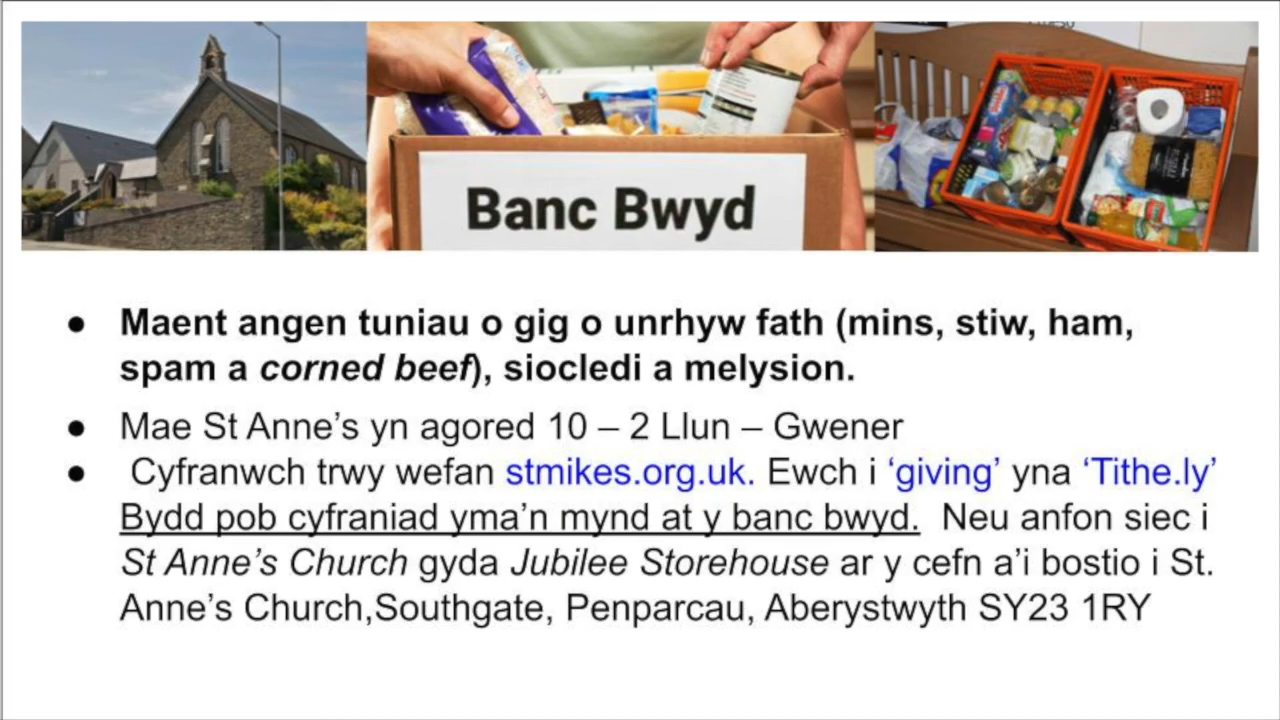 Banc Bwyd
● Maent angen tuniau o gig o unrhyw fath (mins, stiw, ham,
spam a corned beef), siocledi a melysion.
● Mae St Anne’s yn agored 10 – 2 Llun – Gwener
● Cyfranwch trwy wefan stmikes.org.uk. Ewch i ‘giving’ yna ‘Tithe.ly’
Bydd pob cyfraniad yma’n mynd at y banc bwyd. Neu anfon siec i
St Anne’s Church gyda Jubilee Storehouse ar y cefn a’i bostio i St.
Anne’s Church,Southgate, Penparcau, Aberystwyth SY23 1RY